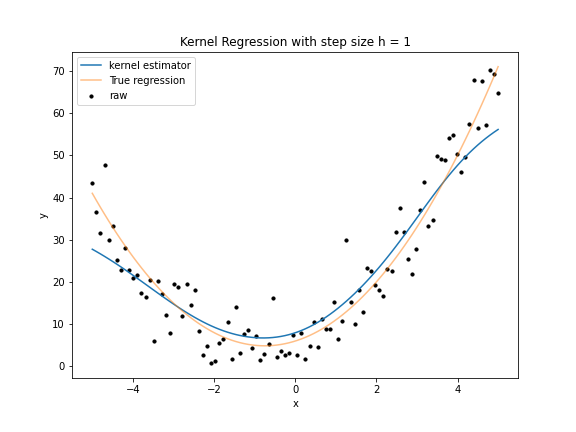 Kernel Regression with step size h = 1
kernel estimator
True regression
raw
70
60
50
40
30
20
10
0
y
−4
−2
0
2
4
x